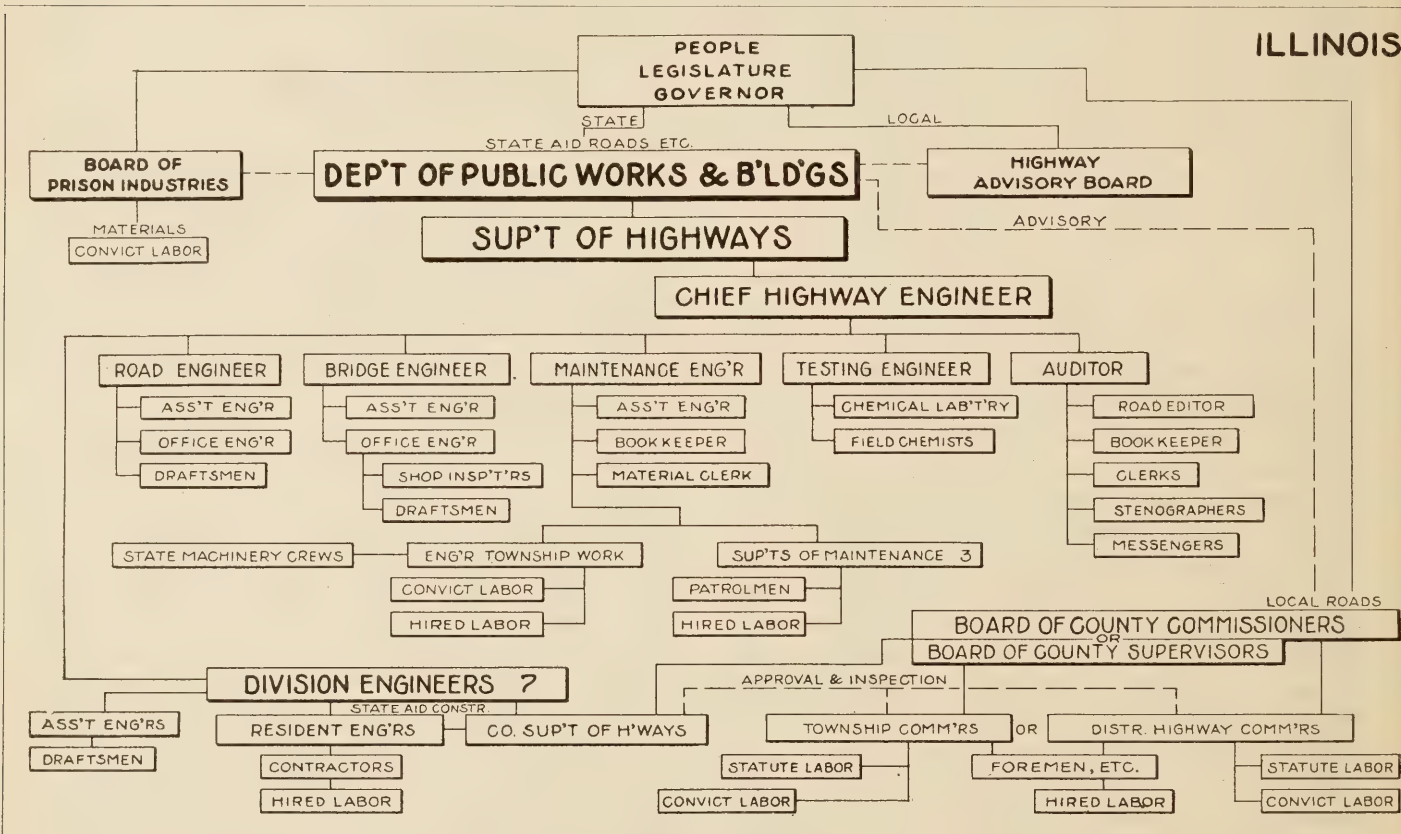 ILLINOIS
PEOPLE
LEGISLATURE
GOVERNOR
STATE
LOCAL
STATE AID ROADS ETC.
BOARD OF
PRISON INDUSTRIES
DEP'T OF PUBLIC WORKS & B'LD'GS
HIGHWAY
ADVISORY BOARD
MATERIALS
CONVICT LABOR
SUP'T OF HIGHWAYS
ADVISORY
CHIEF HIGHWAY ENGINEER
ROAD ENGINEER
ASS'T ENG'R
OFFICE ENG'R
DRAFTSMEN
BRIDGE ENGINEER
ASS'T ENG'R
OFFICE ENG'R
SHOP INSP'T'RS
DRAFTSMEN
MAINTENANCE ENG'R
ASS'T ENG'R
BOOKKEEPER
MATERIAL CLERK
TESTING ENGINEER
CHEMICAL LAB'T'RY
FIELD CHEMISTS
AUDITOR
ROAD EDITOR
BOOKKEEPER
CLERKS
STENOGRAPHERS
MESSENGERS
STATE MACHINERY CREWS
ENG'R TOWNSHIP WORK
CONVICT LABOR
HIRED LABOR
SUP'TS OF MAINTENANCE 3
PATROLMEN
HIRED LABOR
LOCAL ROADS
BOARD OF COUNTY COMMISSIONERS
OR
BOARD OF COUNTY SUPERVISORS
DIVISION ENGINEERS 7
APPROVAL & INSPECTION
STATE AID CONSTR.
ASS'T ENG'RS
DRAFTSMEN
RESIDENT ENG'RS
CONTRACTORS
HIRED LABOR
CO. SUP'T OF H'WAYS
TOWNSHIP COMM'RS
OR
DISTR. HIGHWAY COMM'RS
STATUTE LABOR
CONVICT LABOR
FOREMEN, ETC.
HIRED LABOR
STATUTE LABOR
CONVICT LABOR